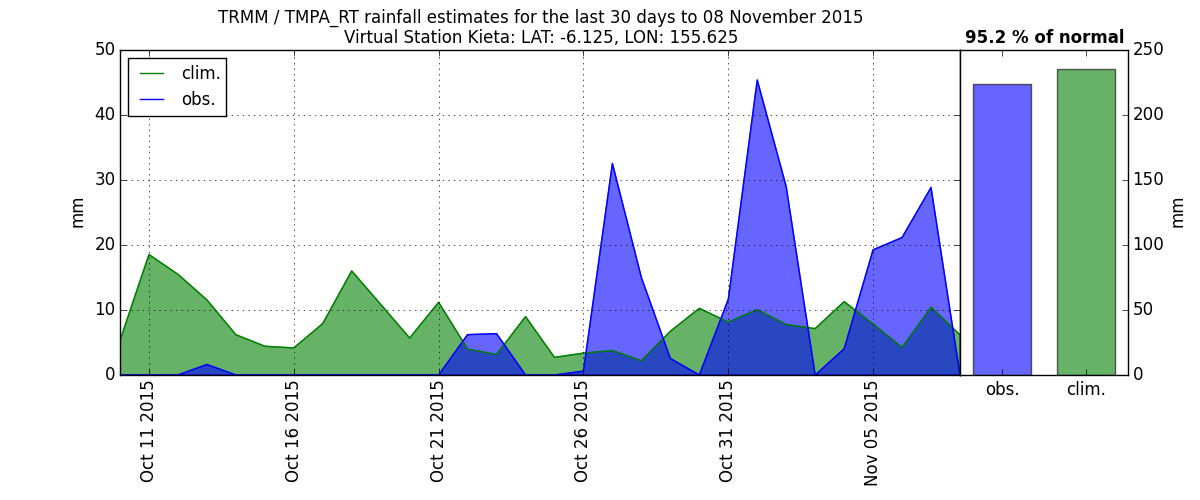 TRMM / TMPA_RT rainfall estimates for the last 30 days to 08 November 2015
Virtual Station Kieta: LAT: -6.125, LON: 155.625
95.2 % of normal
clim.
obs.
50
40
30
20
10
0
mm
Oct 11 2015
Oct 16 2015
Oct 21 2015
Oct 26 2015
Oct 31 2015
Nov 05 2015
250
200
150
100
50
0
mm
obs.
clim.